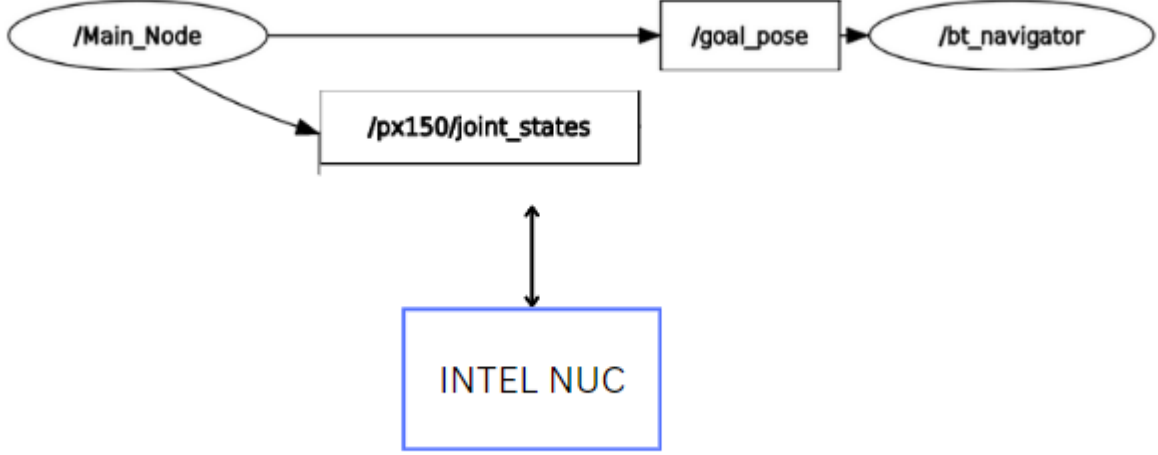 /Main_Node
/goal_pose
/bt_navigator
/px150/joint_states
INTEL NUC